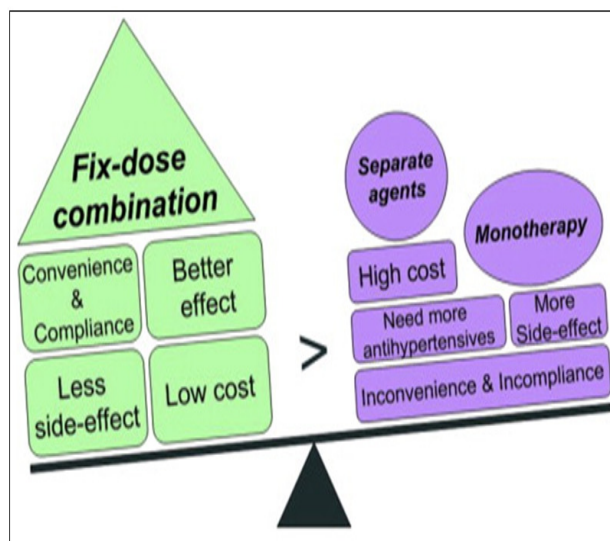 Fix-dose
combination
Convenience
&
Compliance
Better
effect
Less
side-effect
Low cost
>
Separate
agents
Monotherapy
High cost
Need more
antihypertensives
More
Side-effect
Inconvenience & Incompliance